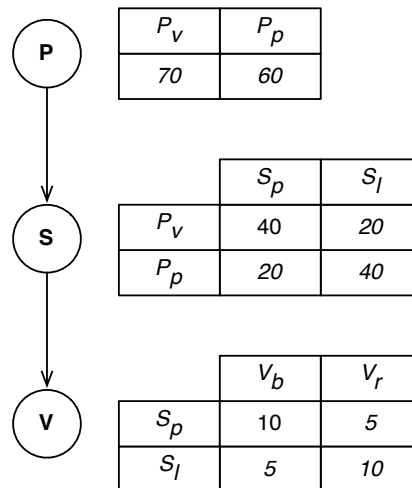 P
P_v P_p
70 60
S_p S_l
S
P_v 40 20
P_p 20 40
V_b V_r
V
S_p 10 5
S_l 5 10